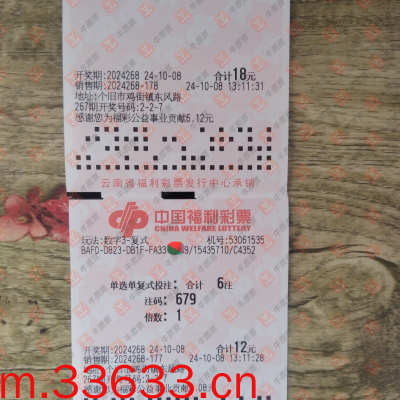 开奖期:2024268 24-10-08 合计18元
销售期:2024268-178 24-10-08 13:11:31
地址:个旧市鸡街镇东风路
267期开奖号码:2-2-7
感谢您为福彩公益事业贡献6.12元
云南省福利彩票发行中心承销
中国福利彩票
CHINA WELFARE LOTTERY
玩法:数字3-复式 机号:53061535
/15435710/C4352
单选单复式投注: 合计 6注
注码: 679
倍数: 1
开奖期:2024268 24-10-08 合计12元
销售期:2024268-177 24-10-08 13:11:28
m.33633.cn